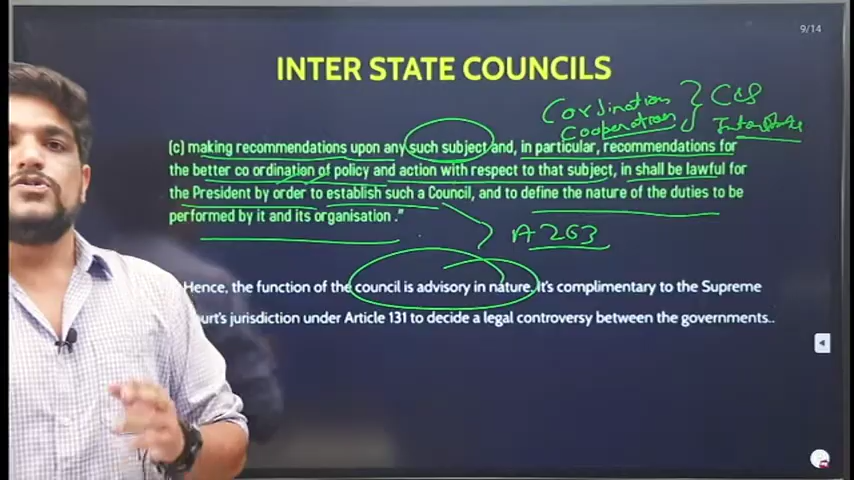 9/14
INTER STATE COUNCILS
Cordination
Cooperation
(c) making recommendations upon any such subject and, in particular, recommendations for
the better co ordination of policy and action with respect to that subject, in shall be lawful for
the President by order to establish such a Council, and to define the nature of the duties to be
performed by it and its organisation ."
A 263
Hence, the function of the council is advisory in nature. It's complimentary to the Supreme
urt's jurisdiction under Article 131 to decide a legal controversy between the governments..